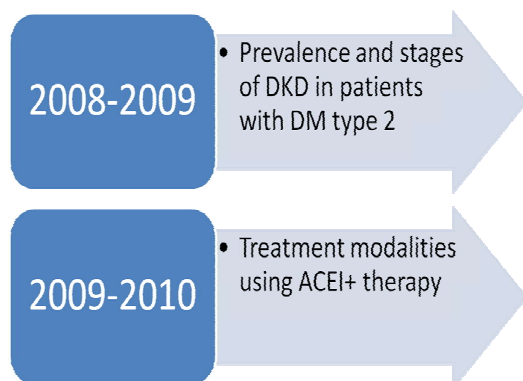 2008-2009
• Prevalence and stages
of DKD in patients
with DM type 2
2009-2010
• Treatment modalities
using ACEI+ therapy